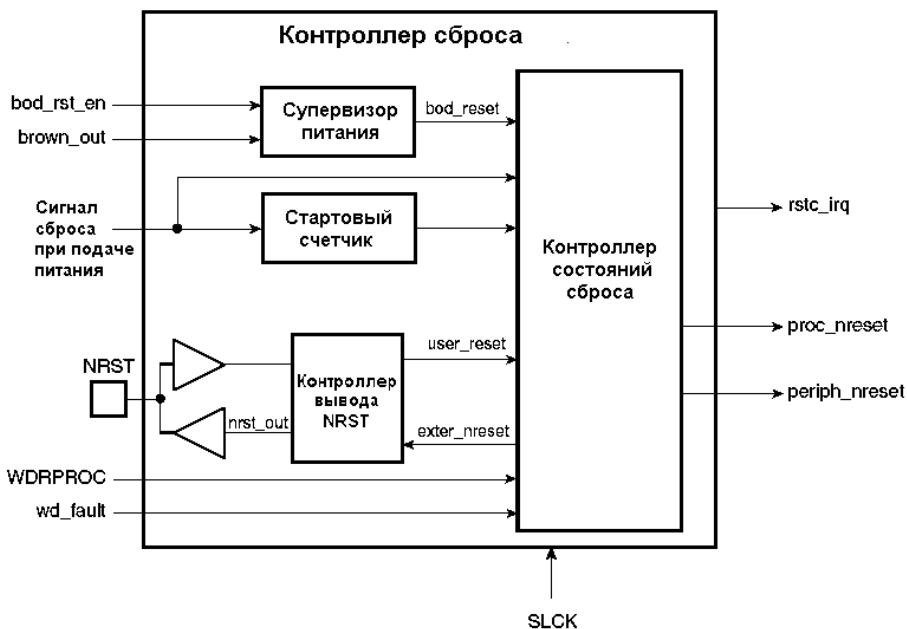 Контроллер сброса
bod_rst_en
brown_out
Супервизор
питания
bod_reset
Сигнал
сброса
при подаче
питания
Стартовый
счетчик
Контроллер
состояний
сброса
rstc_irq
proc_nreset
periph_nreset
NRST
user_reset
Контроллер
вывода
NRST
nrst_out
exter_nreset
WDRPROC
wd_fault
SLCK